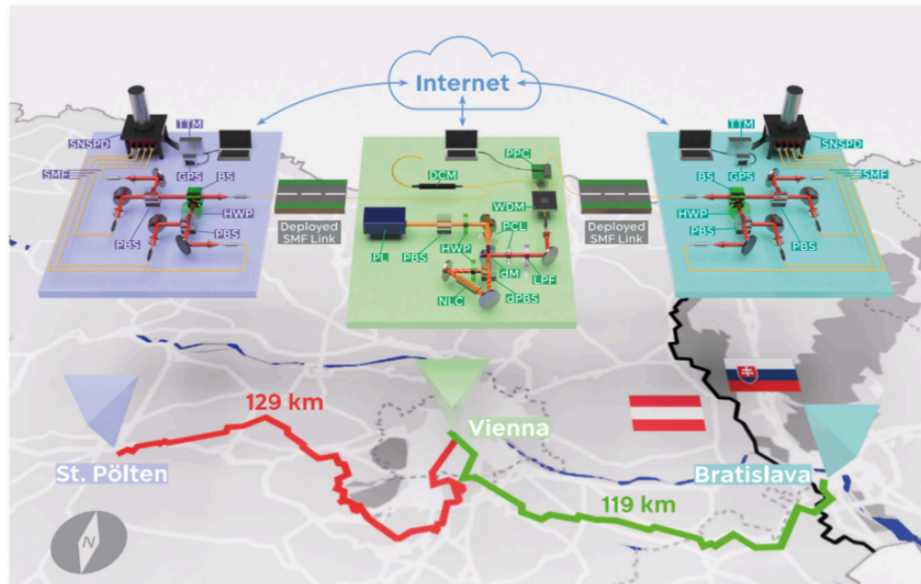 Internet
SNSPD
TTM
SMF
GPS
BS
HWP
PBS
PBS
Deployed
SMF Link
DCM
PPC
WDM
PL
PBS
HWP
PCL
dM
LPF
NLC
dPBS
Deployed
SMF Link
TTM
SNSPD
BS
GPS
SMF
HWP
PBS
PBS
129 km
Vienna
St. Pölten
Bratislava
119 km
N